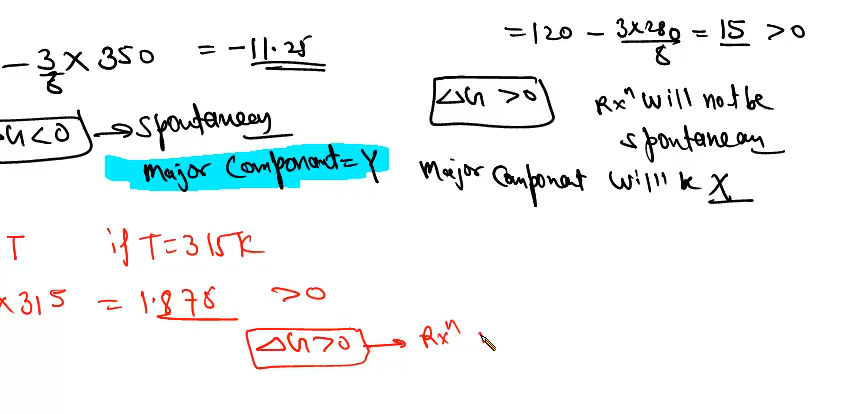 − 3/8 × 350 = −11.25
ΔG < 0 → Spontaneous
Major Component = Y
= 120 − 3×280/8 = 15 > 0
ΔG > 0 Rxⁿ will not be
spontaneous
Major Component will be X
T if T = 315K
× 315 = 1.878 > 0
ΔG > 0 → Rxⁿ